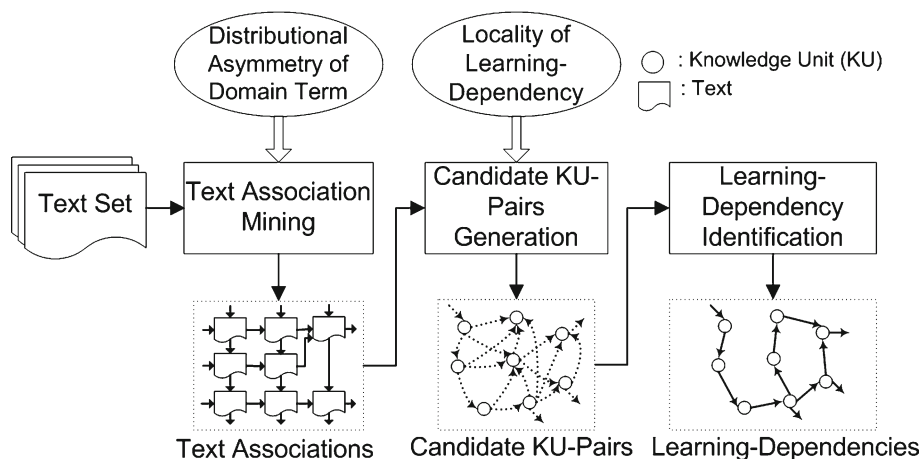 Distributional
Asymmetry of
Domain Term
Locality of
Learning-
Dependency
: Knowledge Unit (KU)
: Text
Text Set
Text Association
Mining
Candidate KU-
Pairs
Generation
Learning-
Dependency
Identification
Text Associations
Candidate KU-Pairs
Learning-Dependencies